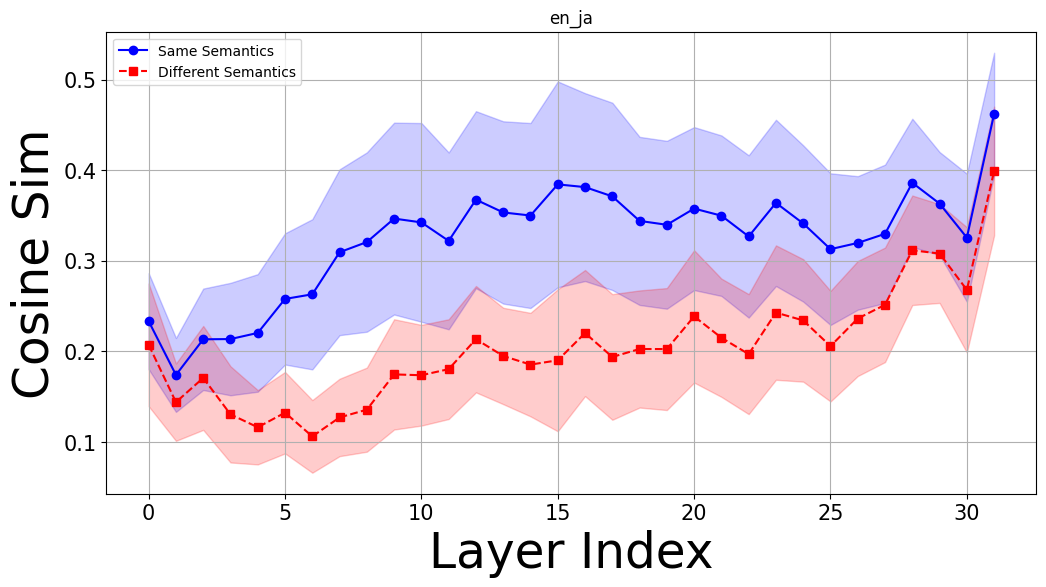 en_ja
Same Semantics
Different Semantics
Cosine Sim
0.5
0.4
0.3
0.2
0.1
0 5 10 15 20 25 30
Layer Index